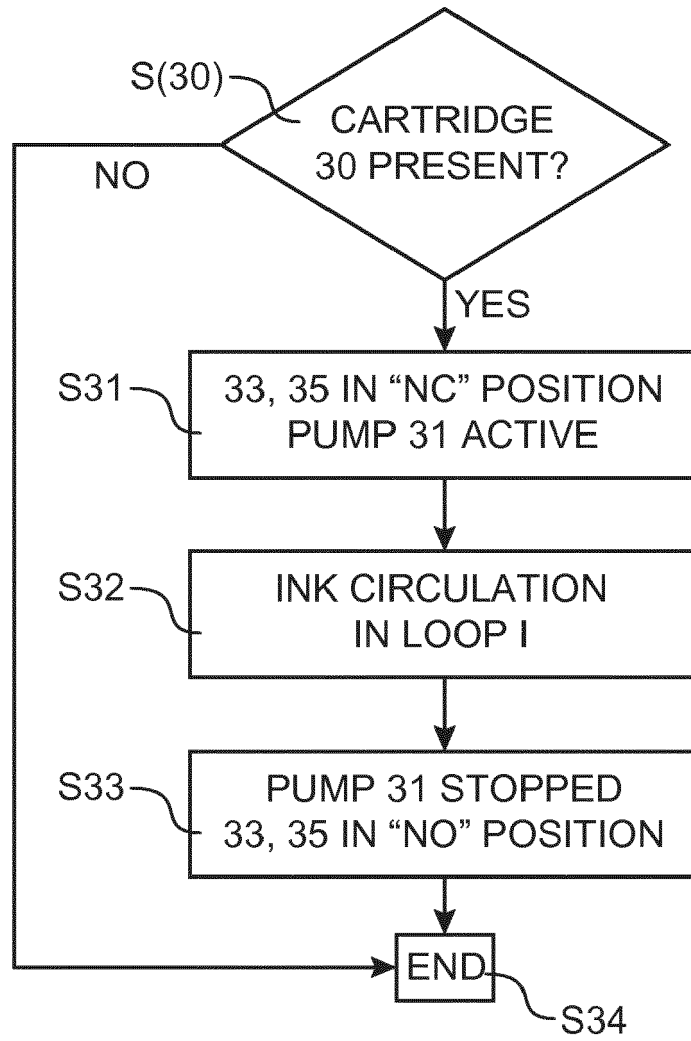 S(30)
CARTRIDGE
30 PRESENT?
NO
YES
S31
33, 35 IN “NC” POSITION
PUMP 31 ACTIVE
S32
INK CIRCULATION
IN LOOP I
S33
PUMP 31 STOPPED
33, 35 IN “NO” POSITION
END
S34